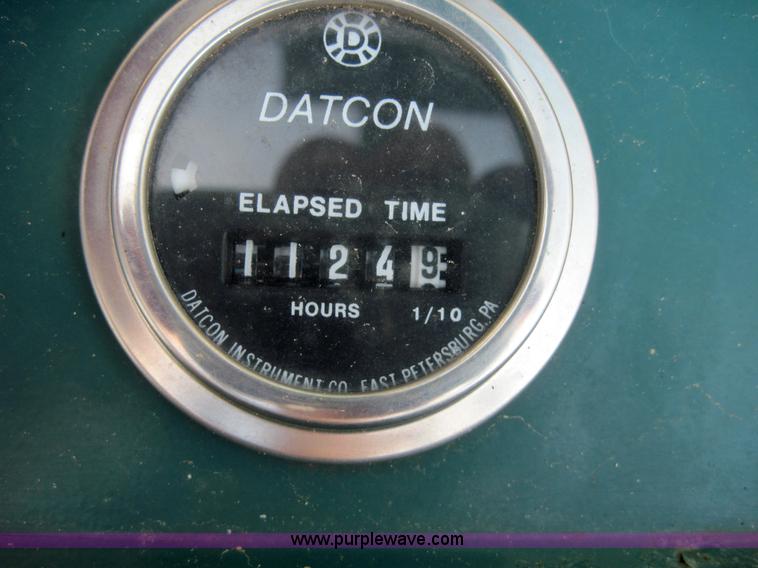 D
DATCON
ELAPSED TIME
11249
HOURS 1/10
DATCON INSTRUMENT CO. EAST PETERSBURG, PA
www.purplewave.com